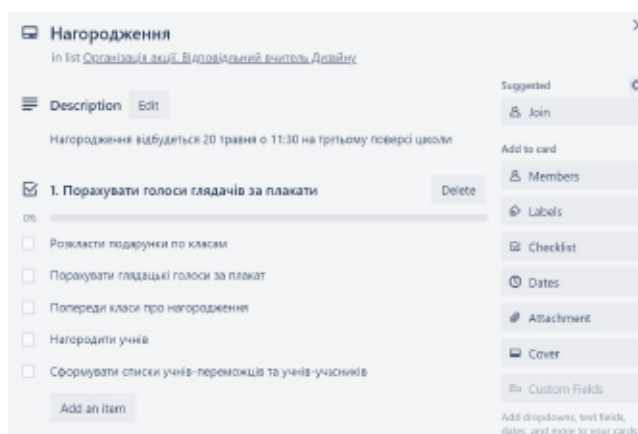 Нагородження
in list Організація акції. Відповідальний вчитель Дизайну
Description Edit
Нагородження відбудеться 20 травня о 11:30 на третьому поверсі школи
1. Порахувати голоси глядачів за плакати Delete
0%
Розкласти подарунки по класам
Порахувати глядацькі голоси за плакат
Попереди класи про нагородження
Нагородити учнів
Сформувати списки учнів-переможців та учнів-учасників
Add an item
Suggested
Join
Add to card
Members
Labels
Checklist
Dates
Attachment
Cover
Custom Fields
Add dropdowns, text fields,
dates, and more to your cards